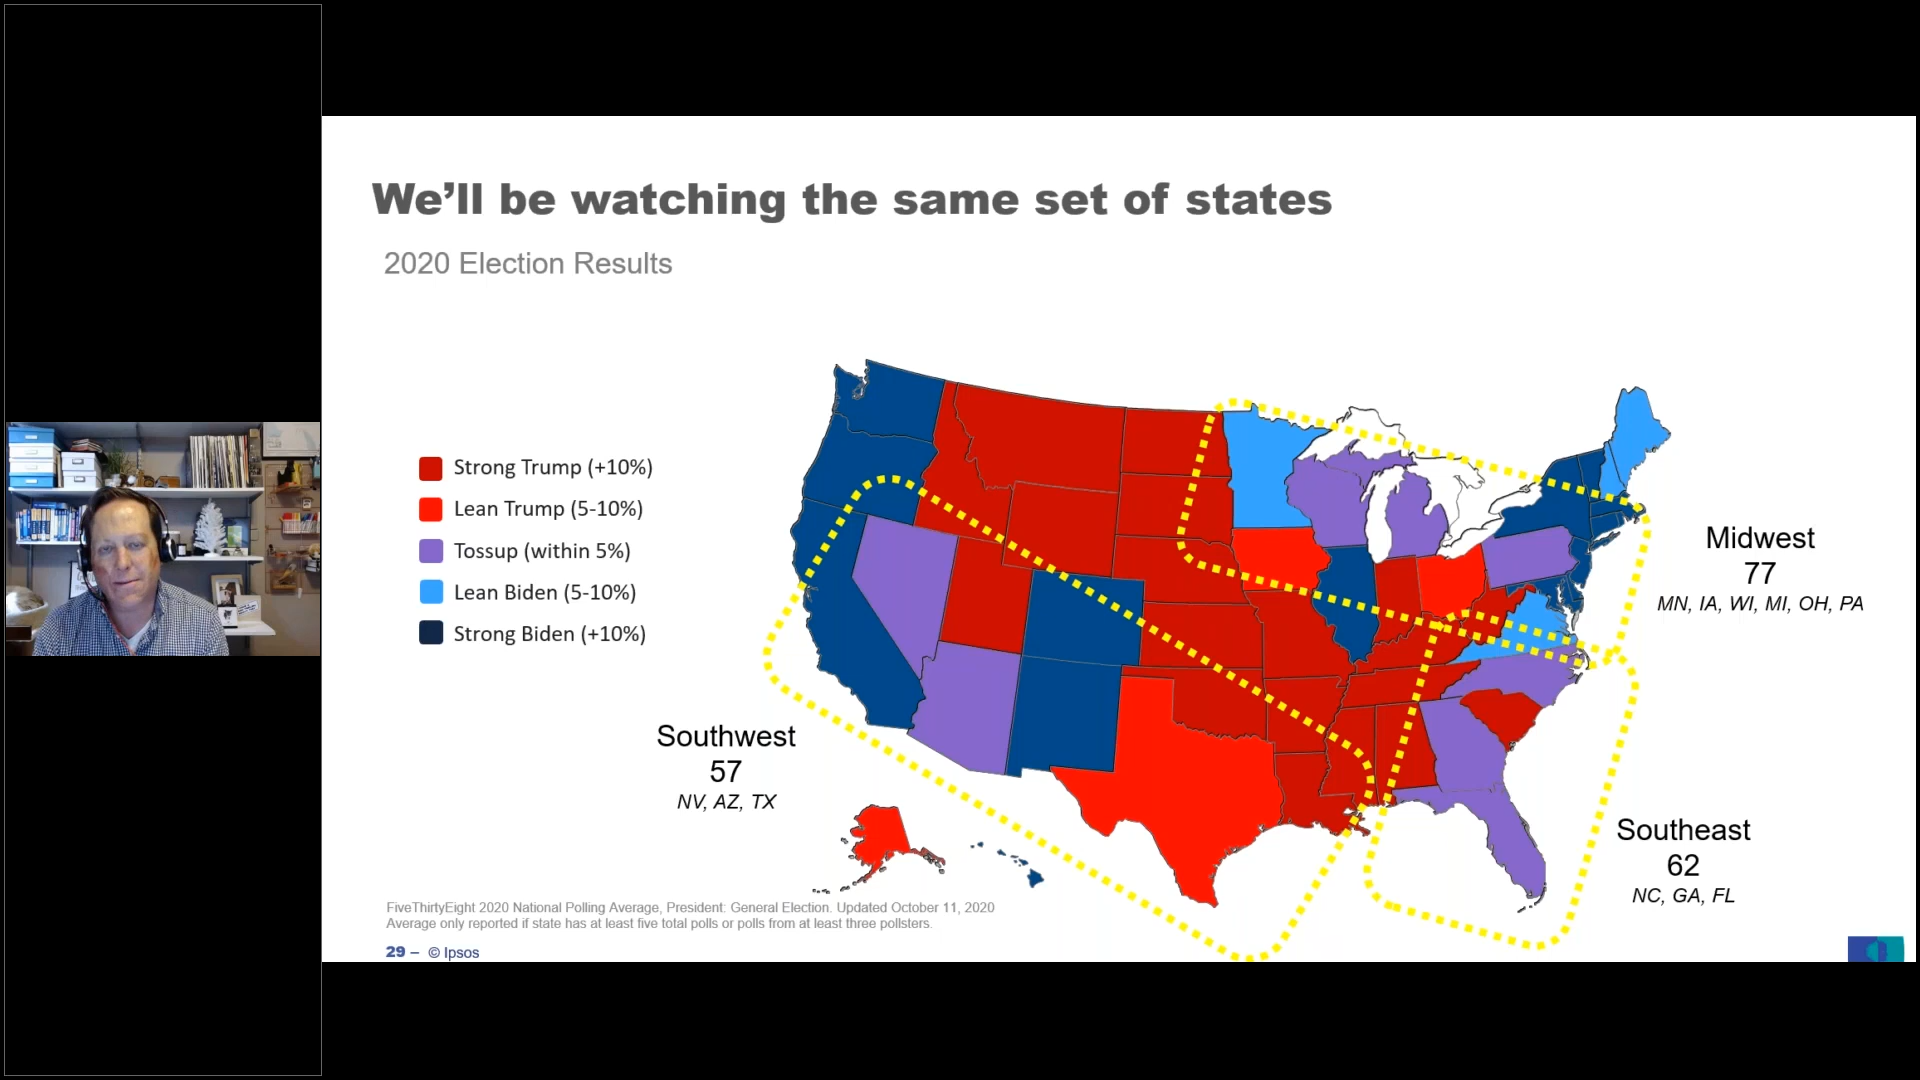 We’ll be watching the same set of states
2020 Election Results
Strong Trump (+10%)
Lean Trump (5-10%)
Tossup (within 5%)
Lean Biden (5-10%)
Strong Biden (+10%)
Midwest
77
MN, IA, WI, MI, OH, PA
Southwest
57
NV, AZ, TX
Southeast
62
NC, GA, FL
FiveThirtyEight 2020 National Polling Average, President: General Election. Updated October 11, 2020
Average only reported if state has at least five total polls or polls from at least three pollsters.
29 – © Ipsos